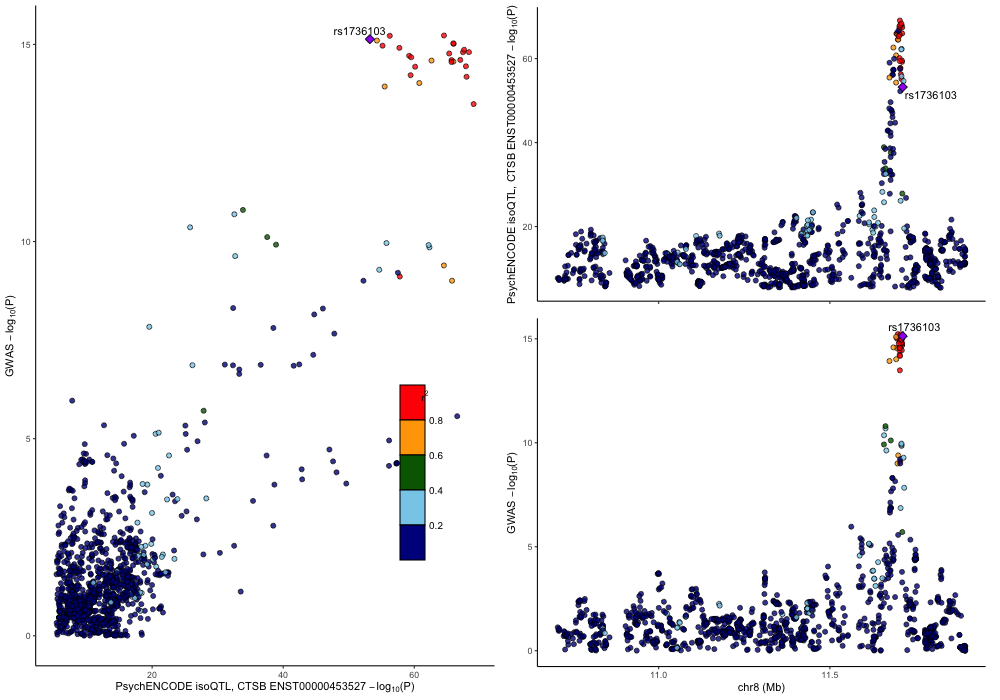 rs1736103
15
10
5
0
GWAS −log10(P)
20
40
60
PsychENCODE isoQTL, CTSB ENST00000453527 −log10(P)
r2
0.8
0.6
0.4
0.2
60
40
20
PsychENCODE isoQTL, CTSB ENST00000453527 −log10(P)
rs1736103
rs1736103
15
10
5
0
GWAS −log10(P)
11.0
11.5
chr8 (Mb)